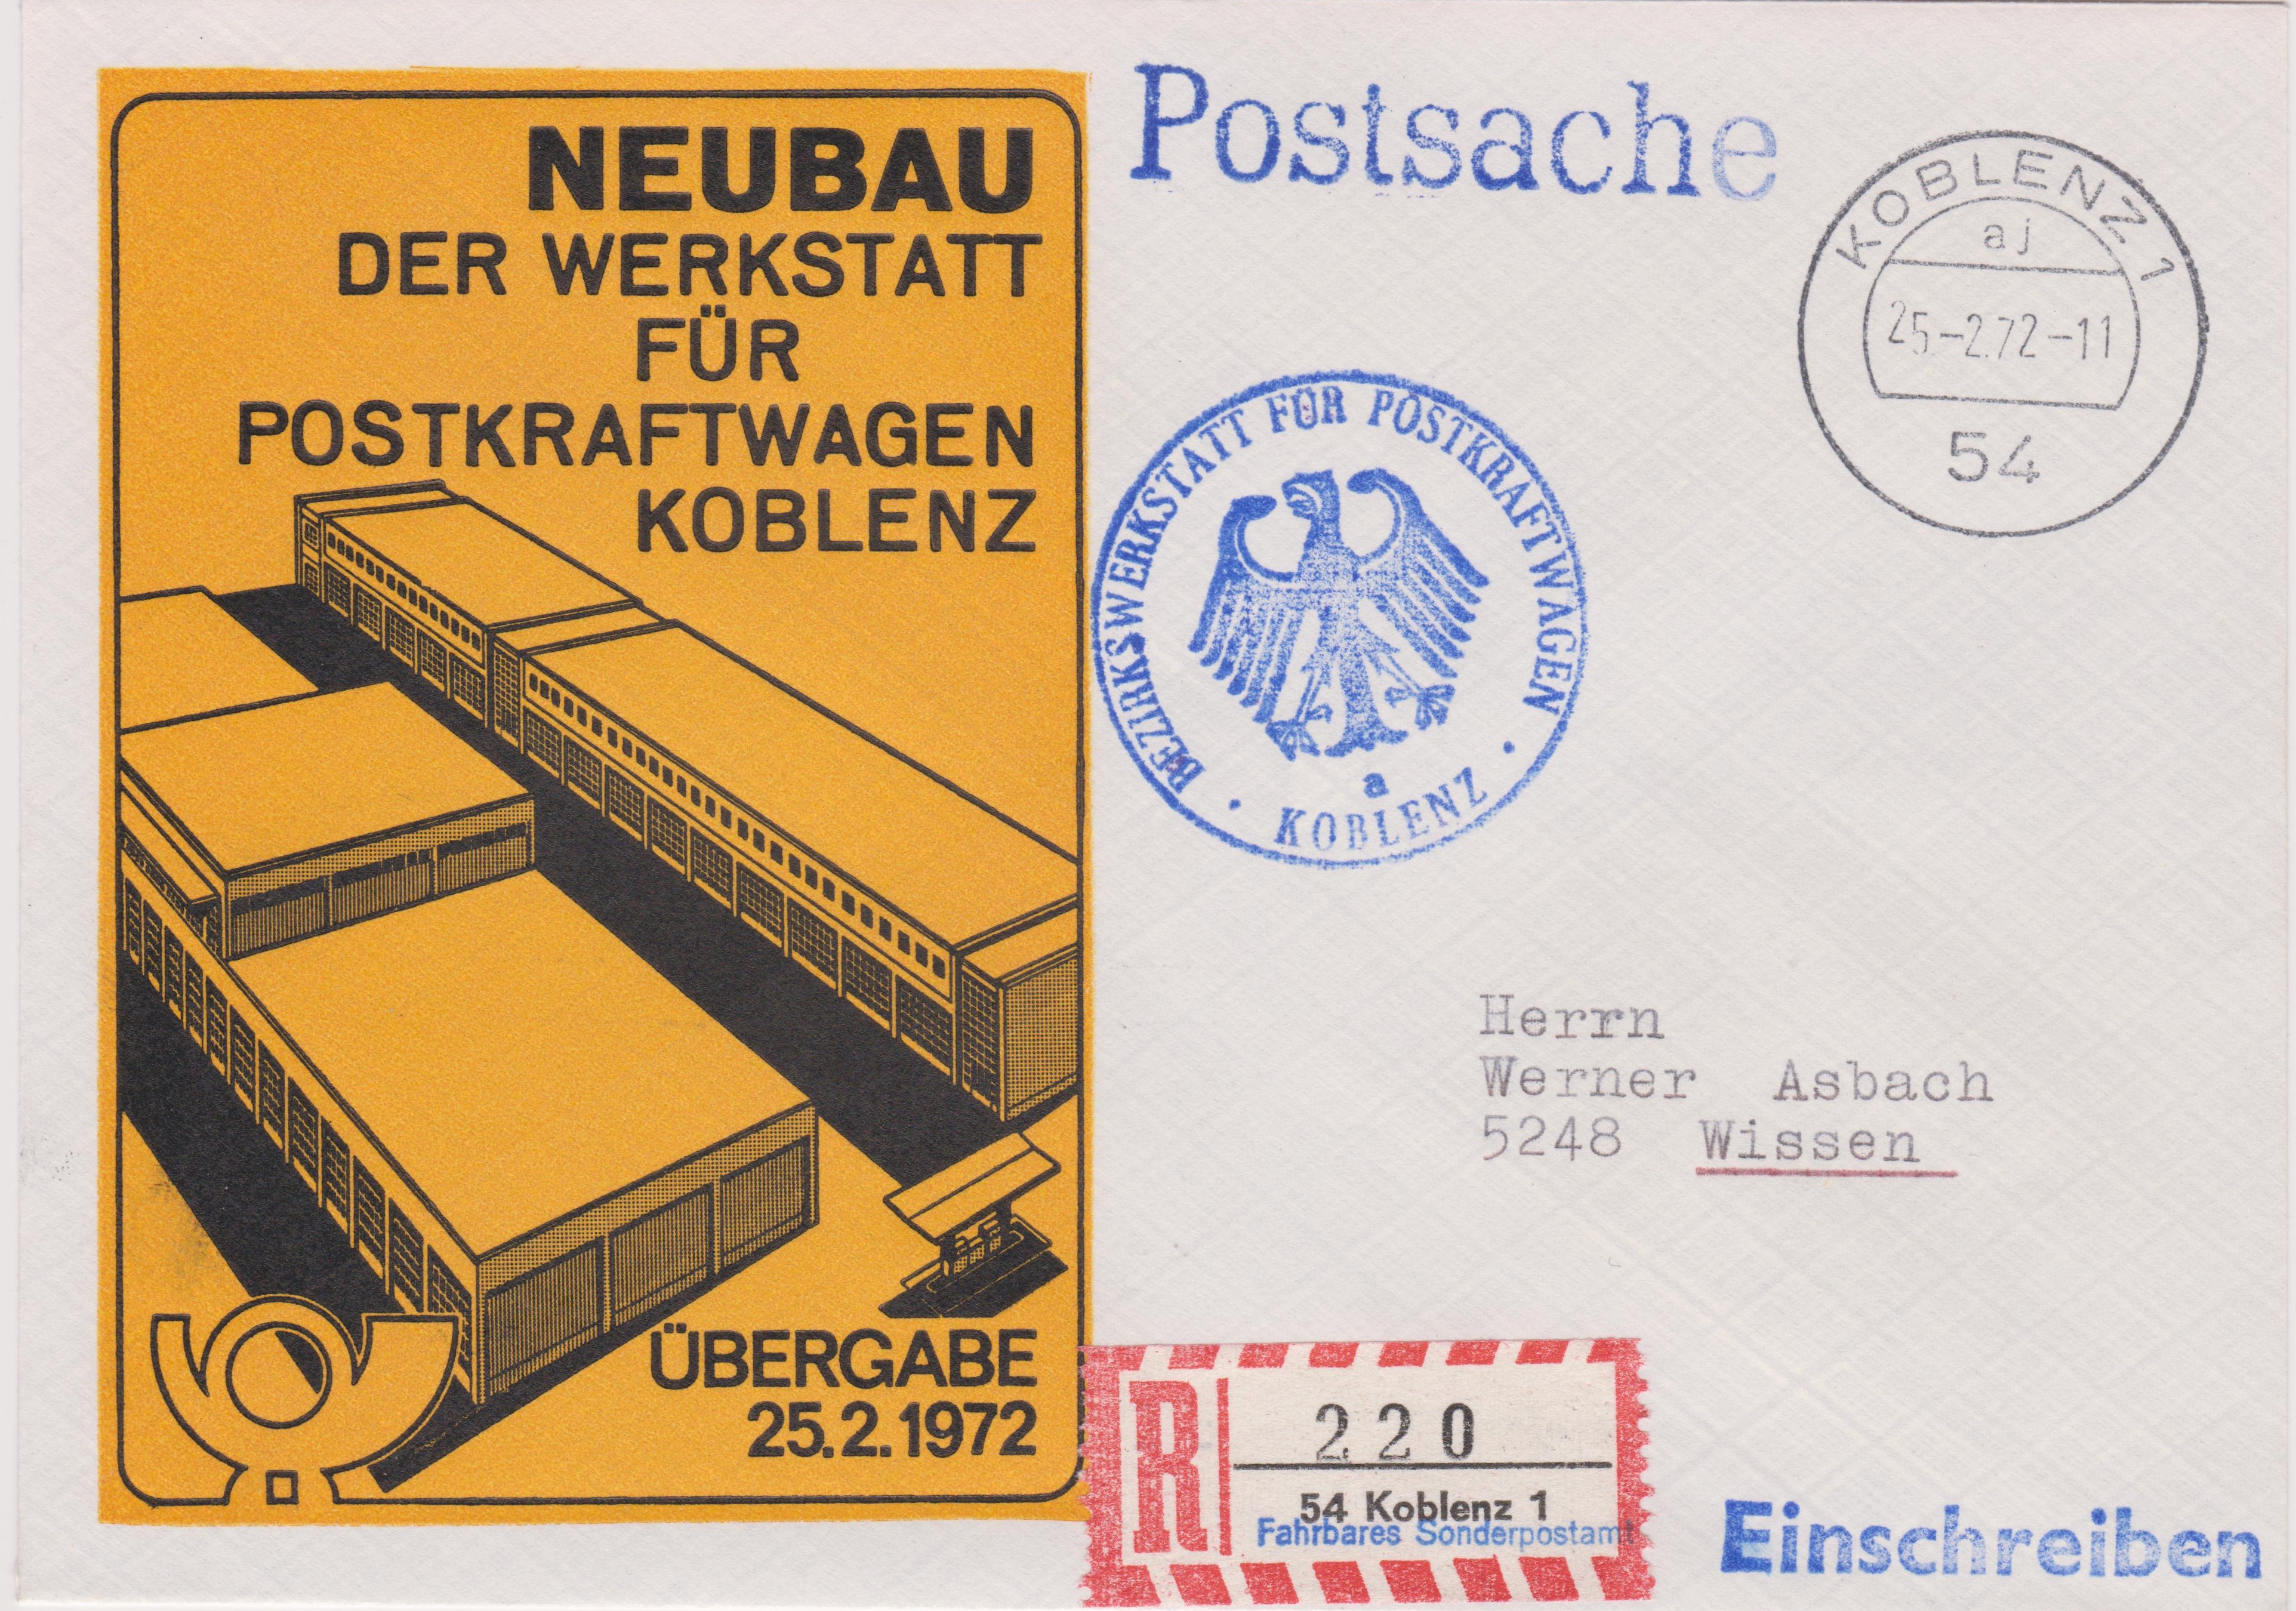 NEUBAU
DER WERKSTATT
FÜR
POSTKRAFTWAGEN
KOBLENZ
ÜBERGABE
25.2.1972
Postsache
KOBLENZ 1
aj
25-2.72-11
54
BEZIRKSWERKSTATT FÜR POSTKRAFTWAGEN
a
· KOBLENZ ·
Herrn
Werner Asbach
5248 Wissen
R
220
54 Koblenz 1
Fahrbares Sonderpostamt
Einschreiben